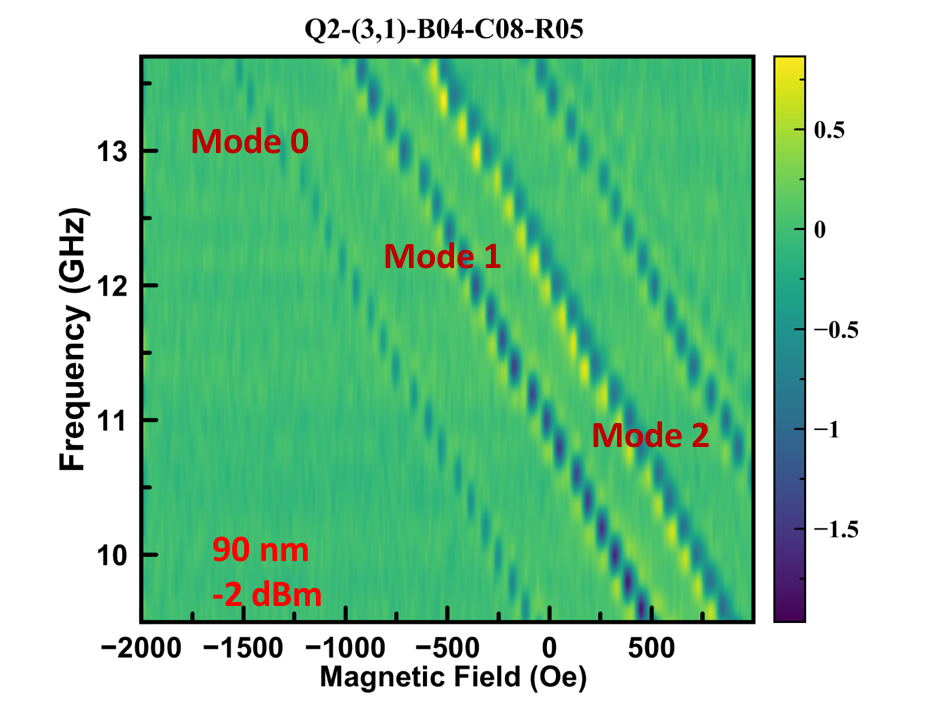 Q2-(3,1)-B04-C08-R05
Mode 0
Mode 1
Mode 2
90 nm
-2 dBm
Frequency (GHz)
13
12
11
10
−2000 −1500 −1000 −500 0 500
Magnetic Field (Oe)
0.5
0
−0.5
−1
−1.5